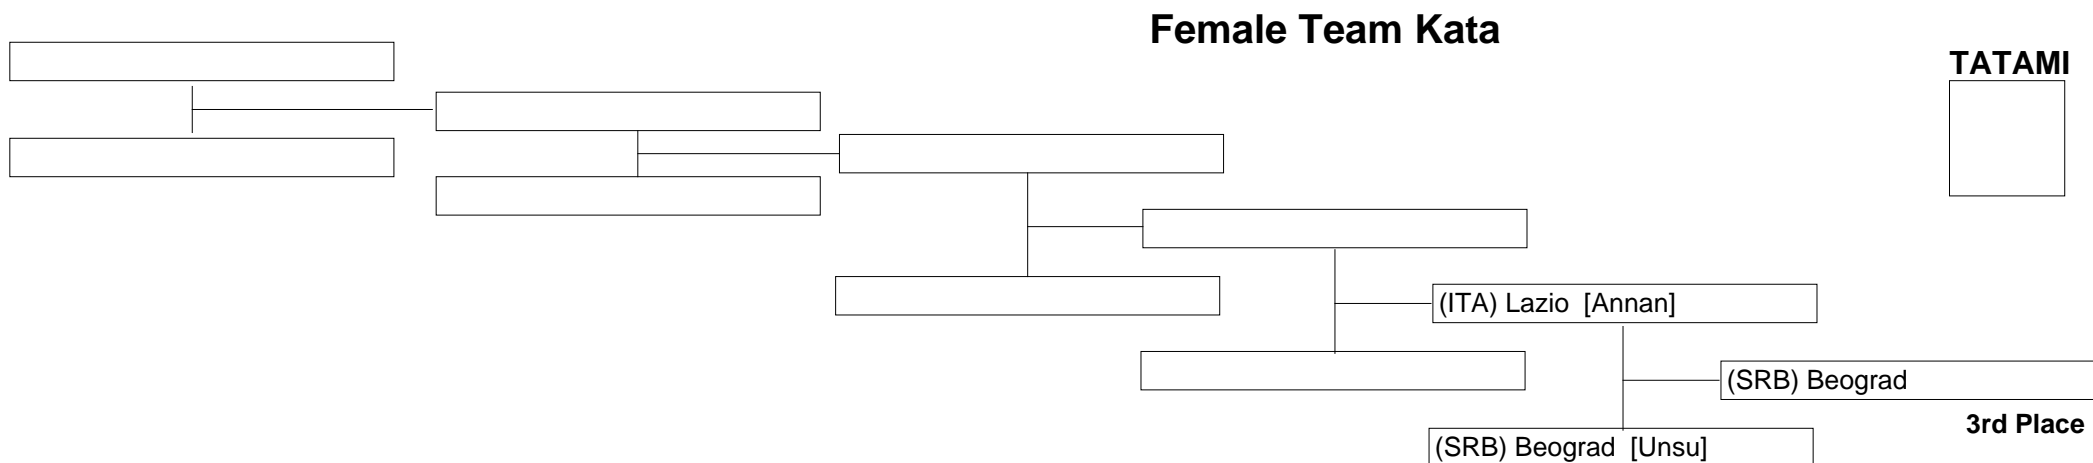 Female Team Kata
TATAMI
(ITA) Lazio  [Annan]
(SRB) Beograd
3rd Place
(SRB) Beograd  [Unsu]